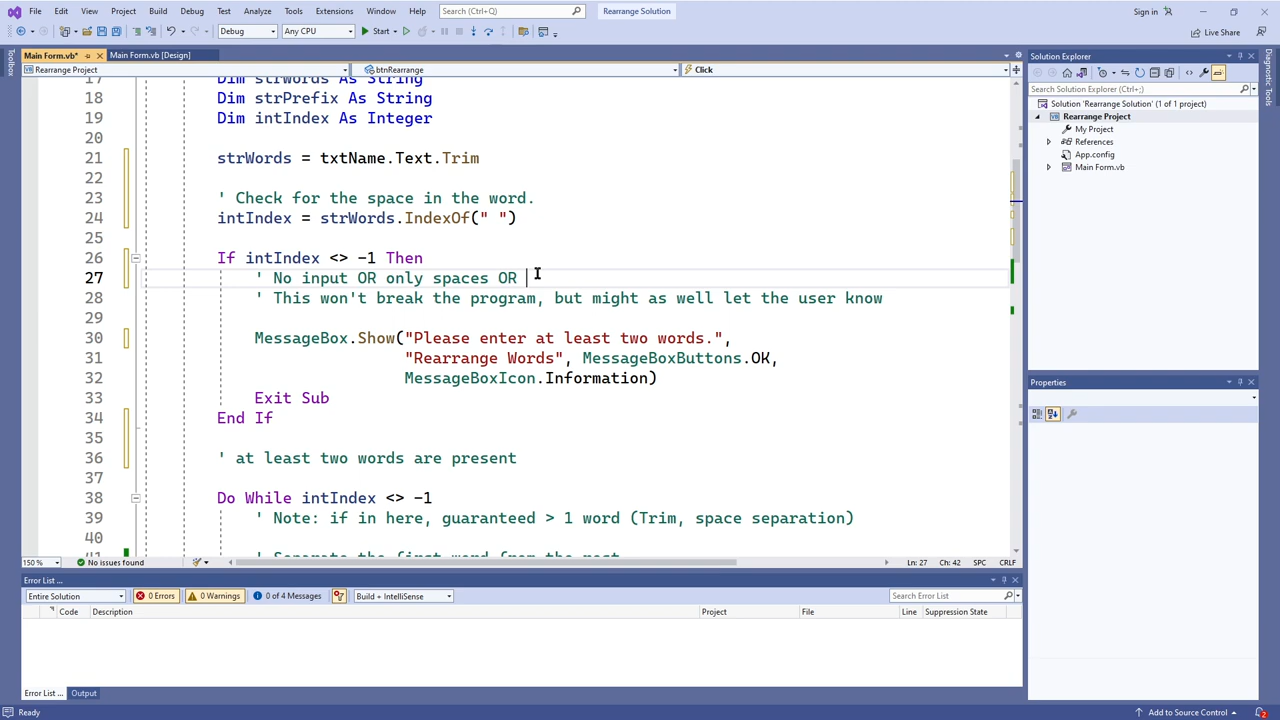 File Edit View Git Project Build Debug Test Analyze Tools Extensions Window Help Search (Ctrl+Q) Rearrange Solution Sign in
Debug Any CPU Start Live Share
Main Form.vb* Main Form.vb [Design]
Rearrange Project btnRearrange Click
Toolbox
17 Dim strWords As String
18 Dim strPrefix As String
19 Dim intIndex As Integer
20
21 strWords = txtName.Text.Trim
22
23 ' Check for the space in the word.
24 intIndex = strWords.IndexOf(" ")
25
26 If intIndex <> -1 Then
27 ' No input OR only spaces OR
28 ' This won't break the program, but might as well let the user know
29
30 MessageBox.Show("Please enter at least two words.",
31 "Rearrange Words", MessageBoxButtons.OK,
32 MessageBoxIcon.Information)
33 Exit Sub
34 End If
35
36 ' at least two words are present
37
38 Do While intIndex <> -1
39 ' Note: if in here, guaranteed > 1 word (Trim, space separation)
40
41 ' Separate the first word from the rest
150 % No issues found Ln: 27 Ch: 42 SPC CRLF
Error List ...
Entire Solution 0 Errors 0 Warnings 0 of 4 Messages Build + IntelliSense Search Error List
Code Description Project File Line Suppression State
Error List ... Output
Ready Add to Source Control 2
Solution Explorer
Search Solution Explorer (Ctrl+;)
Solution 'Rearrange Solution' (1 of 1 project)
VB Rearrange Project
My Project
References
App.config
Main Form.vb
Properties
Diagnostic Tools